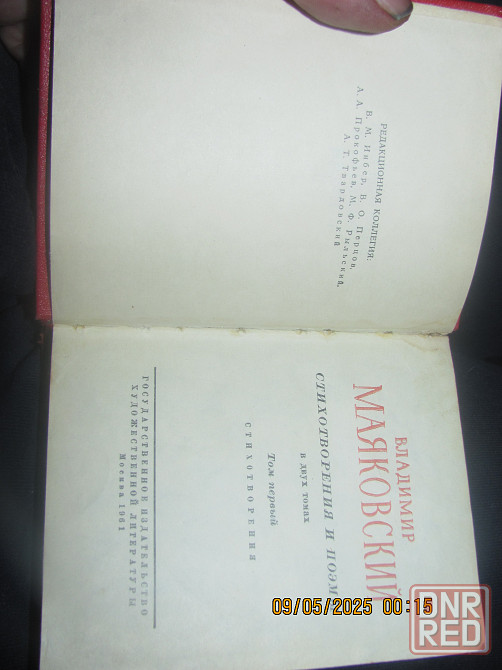 РЕДАКЦИОННАЯ КОЛЛЕГИЯ:
В. М. Инбер, В. О. Перцов,
А. А. Прокофьев, М. Ф. Рыльский,
А. Т. Твардовский.
ВЛАДИМИР
МАЯКОВСКИЙ
СТИХОТВОРЕНИЯ И
в двух томах
Том первый
СТИХОТВОРЕНИЯ
ГОСУДАРСТВЕННОЕ ИЗДАТЕЛЬСТВО
ХУДОЖЕСТВЕННОЙ ЛИТЕРАТУРЫ
Москва 1961
09/05/2025 00:15
DNR
RED